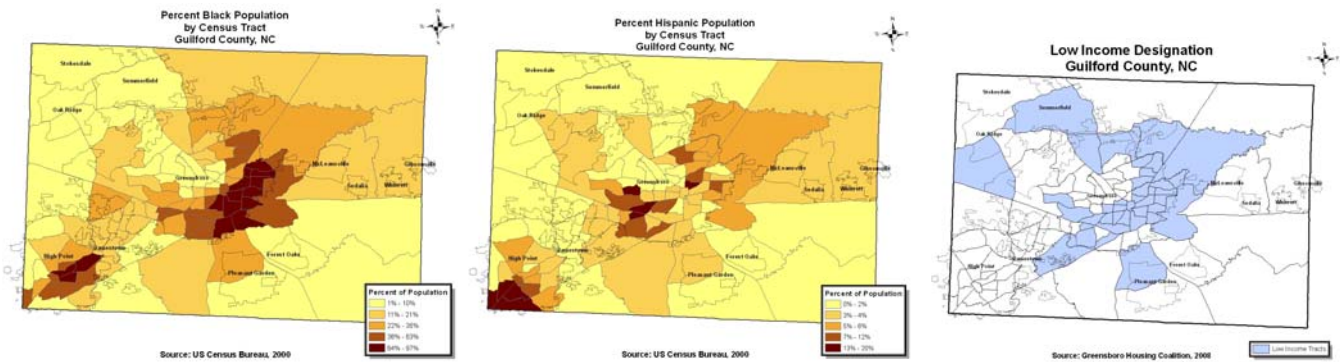 Percent Black Population
by Census Tract
Guilford County, NC
N
W
E
S
Stokesdale
Summerfield
Oak Ridge
Greensboro
McLeansville
Gibsonville
Sedalia
Whitsett
Jamestown
High Point
Forest Oaks
Pleasant Garden
Percent of Population
1% - 10%
11% - 21%
22% - 35%
36% - 63%
64% - 97%
Source: US Census Bureau, 2000
Percent Hispanic Population
by Census Tract
Guilford County, NC
Stokesdale
Summerfield
Oak Ridge
Greensboro
McLeansville
Gibsonville
Sedalia
Whitsett
Jamestown
High Point
Forest Oaks
Pleasant Garden
Percent of Population
0% - 2%
3% - 4%
5% - 6%
7% - 12%
13% - 20%
Source: US Census Bureau, 2000
Low Income Designation
Guilford County, NC
Stokesdale
Summerfield
Oak Ridge
Greensboro
McLeansville
Gibsonville
Sedalia
Whitsett
Jamestown
High Point
Forest Oaks
Pleasant Garden
Low Income Tracts
Source: Greensboro Housing Coalition, 2008